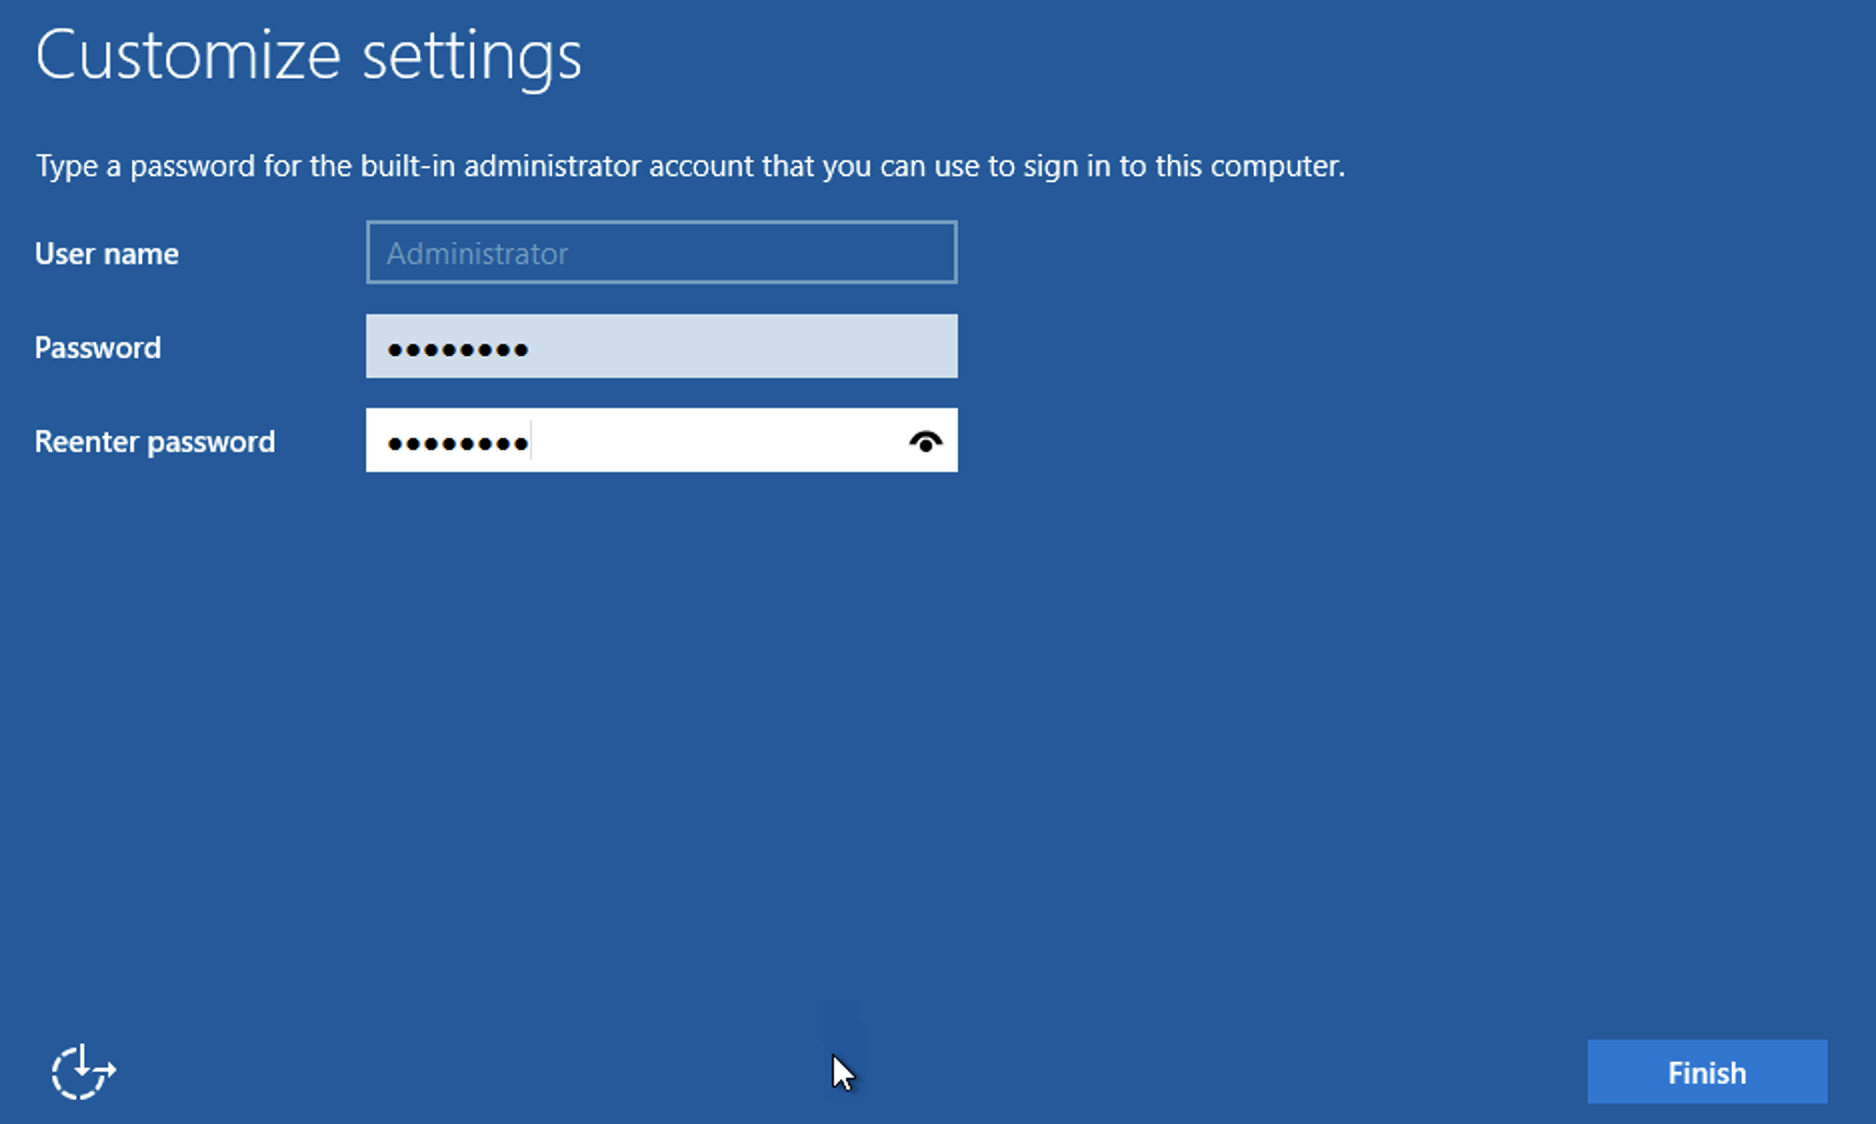 Customize settings
Type a password for the built-in administrator account that you can use to sign in to this computer.
User name
Administrator
Password
●●●●●●●●
Reenter password
●●●●●●●●
Finish